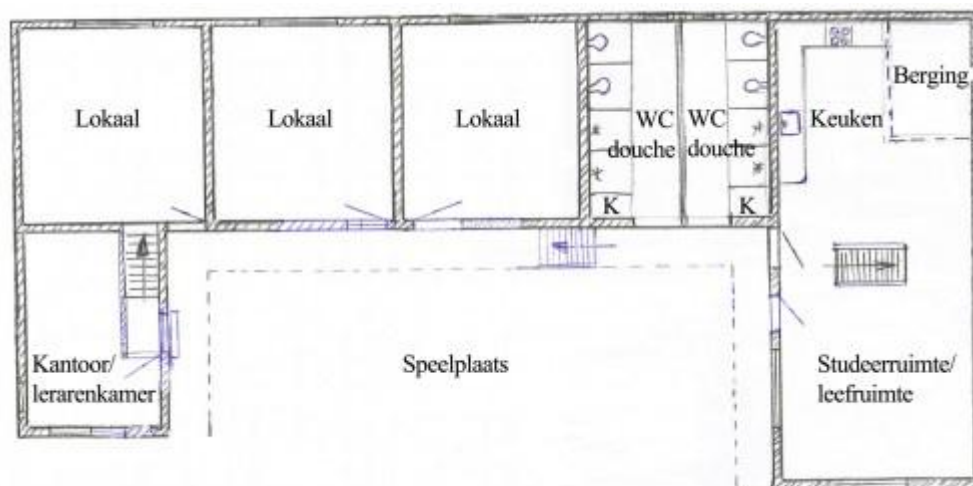 Lokaal
Lokaal
Lokaal
WC
douche
WC
douche
K
K
Keuken
Berging
Kantoor/
lerarenkamer
Speelplaats
Studeerruimte/
leefruimte